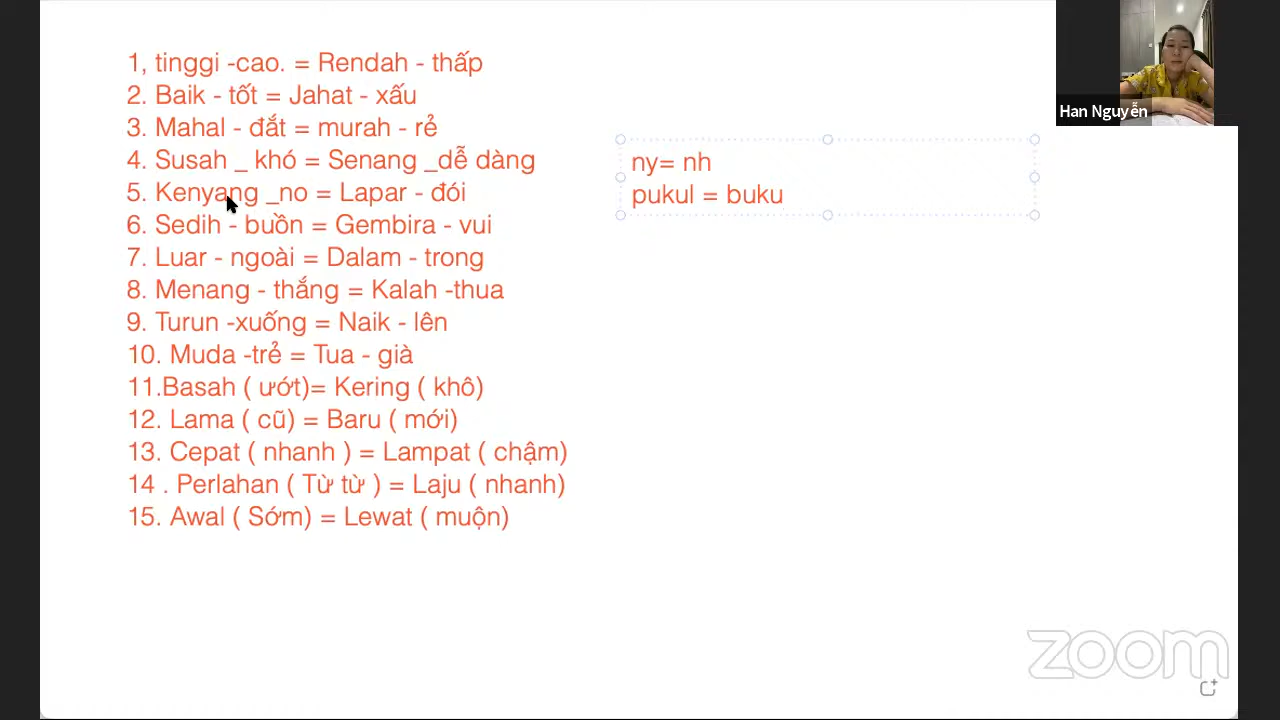 1, tinggi -cao. = Rendah - thấp
2. Baik - tốt = Jahat - xấu
3. Mahal - đắt = murah - rẻ
4. Susah _ khó = Senang _dễ dàng
5. Kenyang _no = Lapar - đói
6. Sedih - buồn = Gembira - vui
7. Luar - ngoài = Dalam - trong
8. Menang - thắng = Kalah -thua
9. Turun -xuống = Naik - lên
10. Muda -trẻ = Tua - già
11.Basah ( ướt)= Kering ( khô)
12. Lama ( cũ) = Baru ( mới)
13. Cepat ( nhanh ) = Lampat ( chậm)
14 . Perlahan ( Từ từ ) = Laju ( nhanh)
15. Awal ( Sớm) = Lewat ( muộn)
ny= nh
pukul = buku
Han Nguyễn
zoom